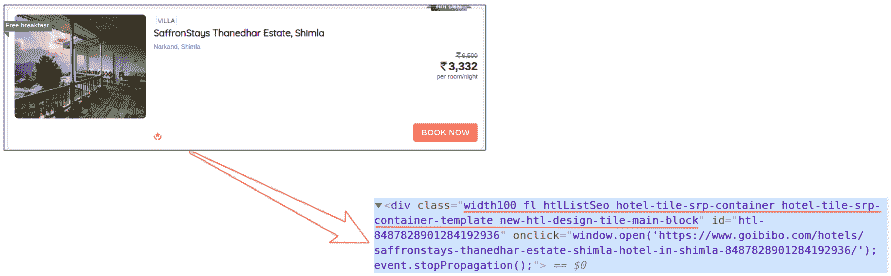 VILLA
Free breakfast
SaffronStays Thanedhar Estate, Shimla
Narkand, Shimla
₹3,332
per room/night
BOOK NOW
▼<div class="width100 fl htlListSeo hotel-tile-srp-container hotel-tile-srp-
container-template new-htl-design-tile-main-block" id="htl-
8487828901284192936" onclick="window.open('https://www.goibibo.com/hotels/
saffronstays-thanedhar-estate-shimla-hotel-in-shimla-8487828901284192936/');
event.stopPropagation();"> == $0